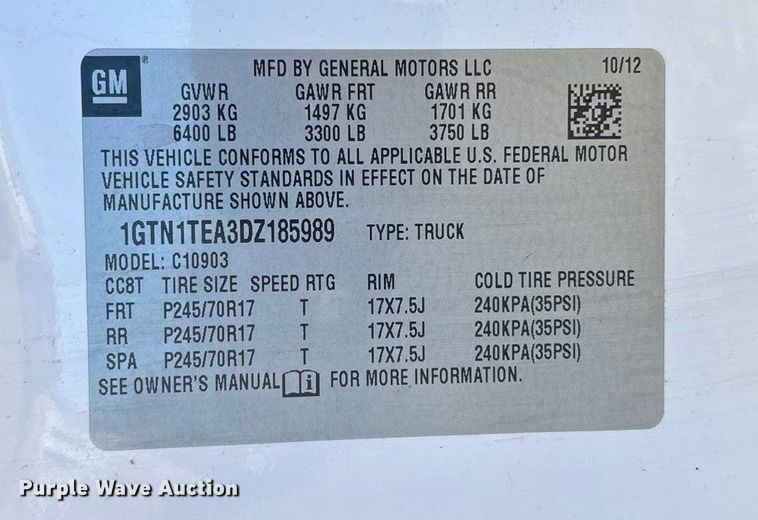 GM® MFD BY GENERAL MOTORS LLC 10/12
GVWR GAWR FRT GAWR RR
2903 KG 1497 KG 1701 KG
6400 LB 3300 LB 3750 LB
THIS VEHICLE CONFORMS TO ALL APPLICABLE U.S. FEDERAL MOTOR
VEHICLE SAFETY STANDARDS IN EFFECT ON THE DATE OF
MANUFACTURE SHOWN ABOVE.
1GTN1TEA3DZ185989 TYPE: TRUCK
MODEL: C10903
CC8T TIRE SIZE SPEED RTG RIM COLD TIRE PRESSURE
FRT P245/70R17 T 17X7.5J 240KPA(35PSI)
RR P245/70R17 T 17X7.5J 240KPA(35PSI)
SPA P245/70R17 T 17X7.5J 240KPA(35PSI)
SEE OWNER'S MANUAL i FOR MORE INFORMATION.
Purple Wave Auction